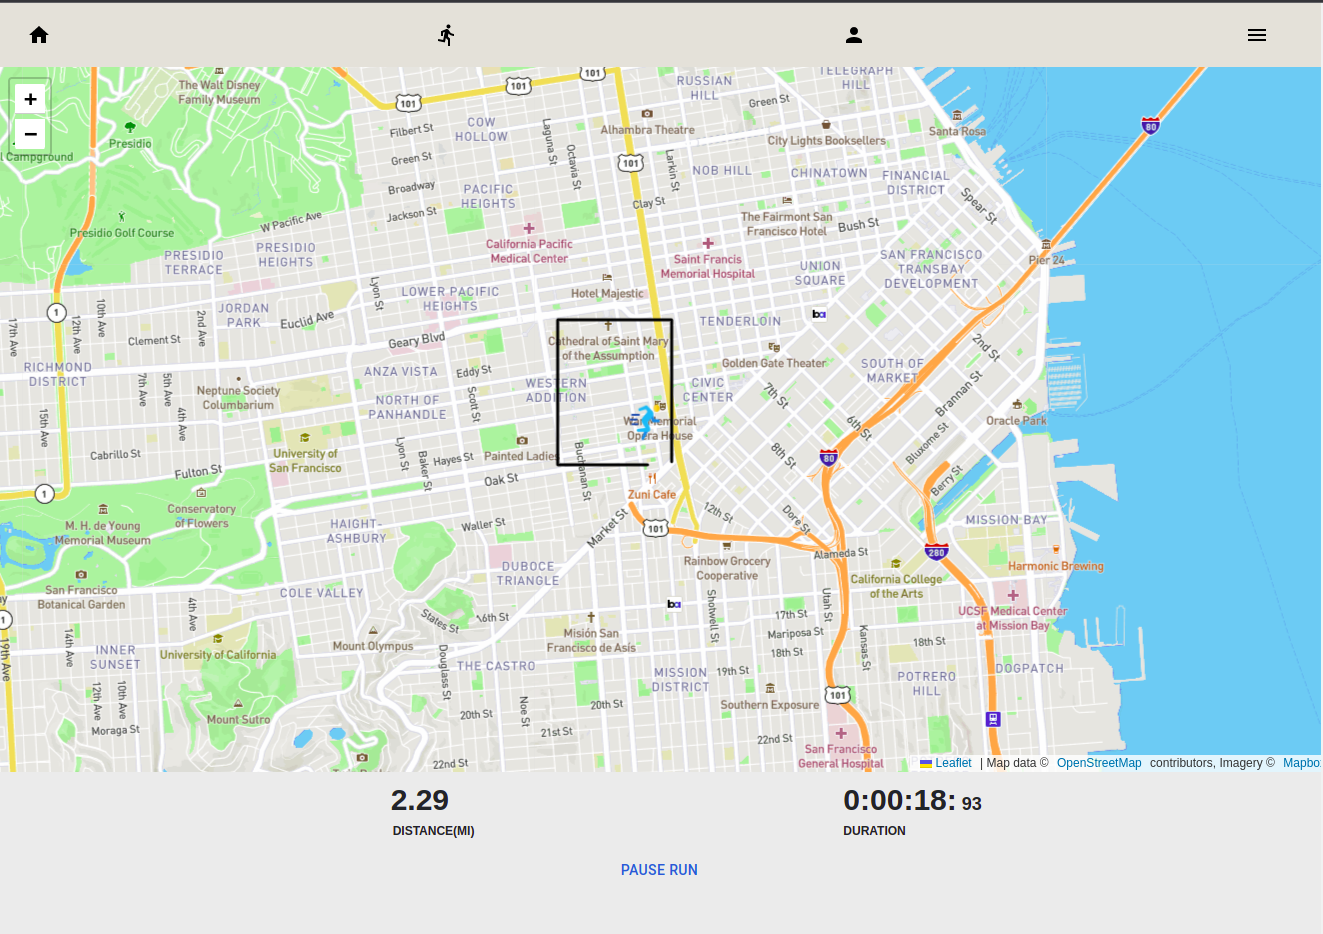 The Walt Disney
Family Museum
101
101
101
RUSSIAN
HILL
TELEGRAPH
HILL
+
−
Presidio
l Campground
Filbert St
COW
HOLLOW
Laguna St
Octavia St
Alhambra Theatre
Green St
City Lights Booksellers
Santa Rosa
80
Green St
101
Larkin St
NOB HILL
CHINATOWN
FINANCIAL
DISTRICT
Broadway
PACIFIC
HEIGHTS
Clay St
Spear St
Jackson St
W Pacific Ave
Presidio Golf Course
The Fairmont San
Francisco Hotel
Bush St
PRESIDIO
TERRACE
PRESIDIO
HEIGHTS
California Pacific
Medical Center
Saint Francis
Memorial Hospital
UNION
SQUARE
SAN FRANCISCO
TRANSBAY
DEVELOPMENT
Pier 24
Lyon St
LOWER PACIFIC
HEIGHTS
Hotel Majestic
1
10th Ave
12th Ave
17th Ave
2nd Ave
JORDAN
PARK
Euclid Ave
TENDERLOIN
ba
Clement St
Geary Blvd
Cathedral of Saint Mary
of the Assumption
Golden Gate Theater
2nd St
RICHMOND
DISTRICT
7th Ave
5th Ave
4th Ave
Neptune Society
Columbarium
ANZA VISTA
Eddy St
Scott St
WESTERN
ADDITION
CIVIC
CENTER
SOUTH OF
MARKET
Brannan St
7th St
NORTH OF
PANHANDLE
15th Ave
War Memorial
Opera House
6th St
Oracle Park
Cabrillo St
University of
San Francisco
Lyon St
Baker St
Hayes St
Painted Ladies
Buchanan St
8th St
80
Bluxome St
Berry St
Fulton St
Oak St
1
Zuni Cafe
Conservatory
of Flowers
M. H. de Young
Memorial Museum
HAIGHT-
ASHBURY
Waller St
Market St
101
12th St
Dore St
MISSION BAY
Alameda St
280
Rainbow Grocery
Cooperative
Harmonic Brewing
DUBOCE
TRIANGLE
California College
of the Arts
San Francisco
Botanical Garden
COLE VALLEY
1
4th Ave
States St
16th St
ba
Shotwell St
Utah St
17th St
UCSF Medical Center
at Mission Bay
19th Ave
14th Ave
INNER
SUNSET
University of California
Mount Olympus
Misión San
Francisco de Asis
Mariposa St
18th St
Kansas St
18th St
Douglass St
THE CASTRO
MISSION
DISTRICT
19th St
POTRERO
HILL
DOGPATCH
12th Ave
10th Ave
Mount Sutro
Moraga St
20th St
Noe St
20th St
Southern Exposure
101
21st St
22nd St
22nd St
San Francisco
General Hospital
Leaflet | Map data © OpenStreetMap contributors, Imagery © Mapbo
2.29
DISTANCE(MI)
0:00:18: 93
DURATION
PAUSE RUN